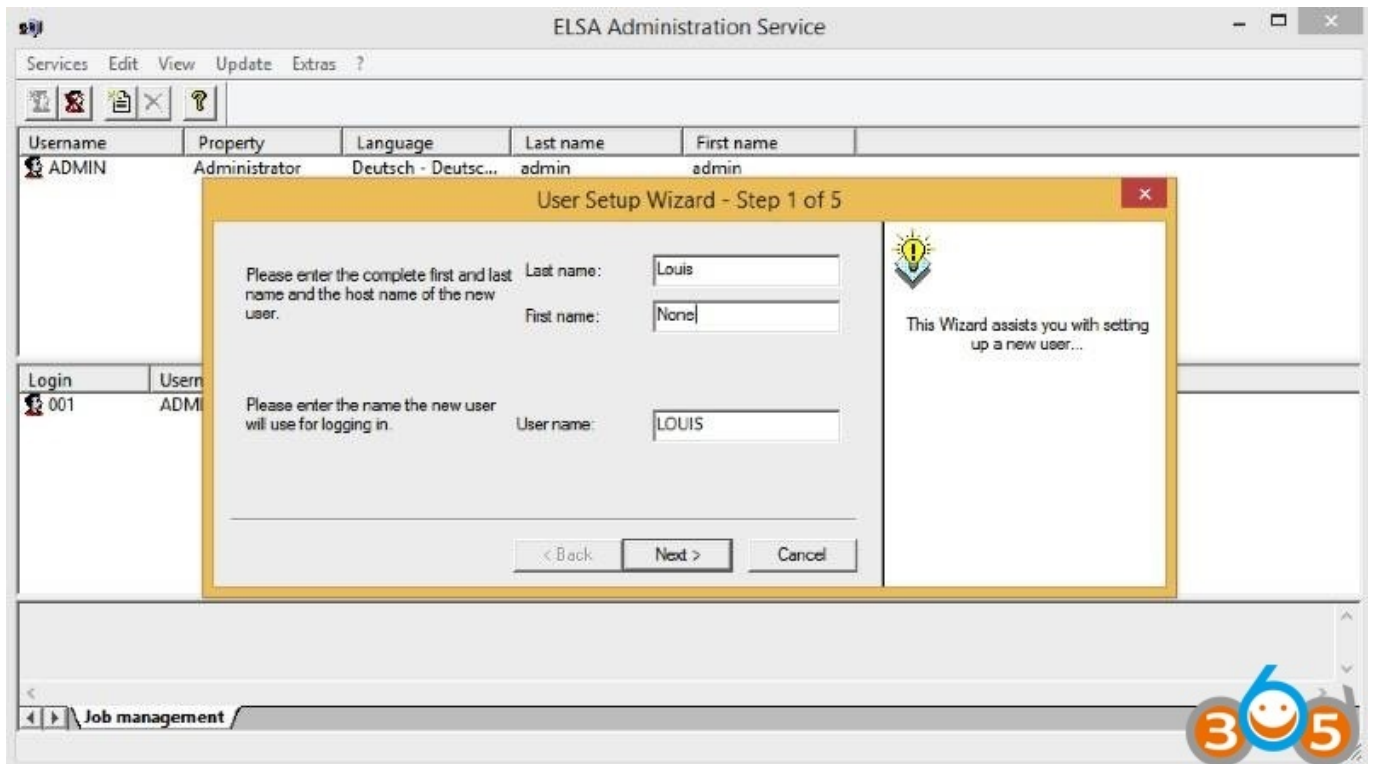 ELSA Administration Service
Services Edit View Update Extras ?
Username Property Language Last name First name
ADMIN Administrator Deutsch - Deutsc... admin admin
User Setup Wizard - Step 1 of 5
Please enter the complete first and last
name and the host name of the new
user.
Last name: Louis
First name: None
This Wizard assists you with setting
up a new user...
Login Usern
001 ADMI
Please enter the name the new user
will use for logging in.
User name: LOUIS
< Back Next > Cancel
Job management
365